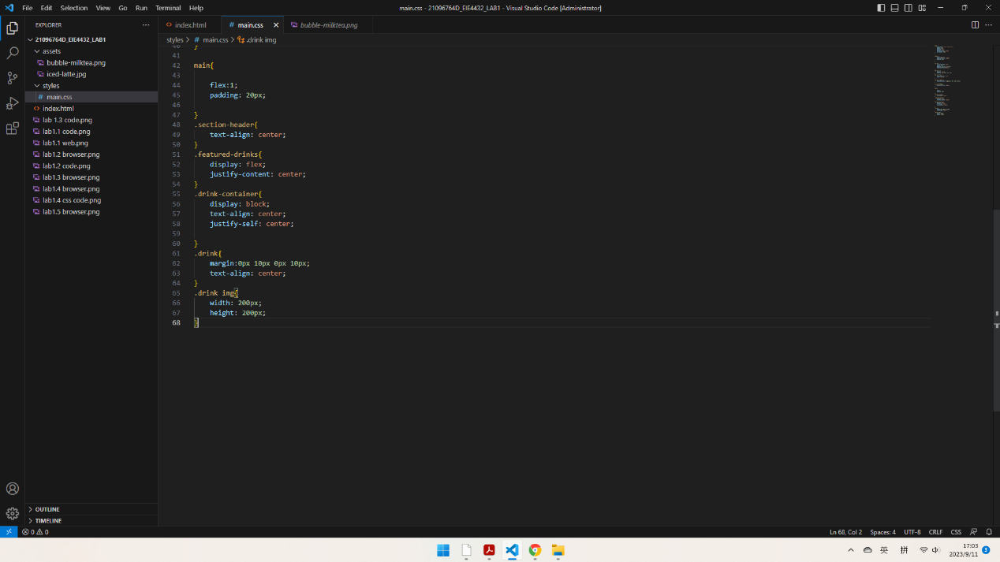 File Edit Selection View Go Run Terminal Help
main.css - 21096764D_EIE4432_LAB1 - Visual Studio Code [Administrator]
EXPLORER
21096764D_EIE4432_LAB1
assets
bubble-milktea.png
iced-latte.jpg
styles
main.css
index.html
lab 1.3 code.png
lab1.1 code.png
lab1.1 web.png
lab1.2 browser.png
lab1.2 code.png
lab1.3 browser.png
lab1.4 browser.png
lab1.4 css code.png
lab1.5 browser.png
OUTLINE
TIMELINE
index.html main.css bubble-milktea.png
styles > # main.css > .drink img
40 }
41
42 main{
43
44 flex:1;
45 padding: 20px;
46
47 }
48 .section-header{
49 text-align: center;
50 }
51 .featured-drinks{
52 display: flex;
53 justify-content: center;
54 }
55 .drink-container{
56 display: block;
57 text-align: center;
58 justify-self: center;
59
60 }
61 .drink{
62 margin:0px 10px 0px 10px;
63 text-align: center;
64 }
65 .drink img{
66 width: 200px;
67 height: 200px;
68 }
0 0
Ln 68, Col 2 Spaces: 4 UTF-8 CRLF CSS
英 拼
17:03
2023/9/11
3